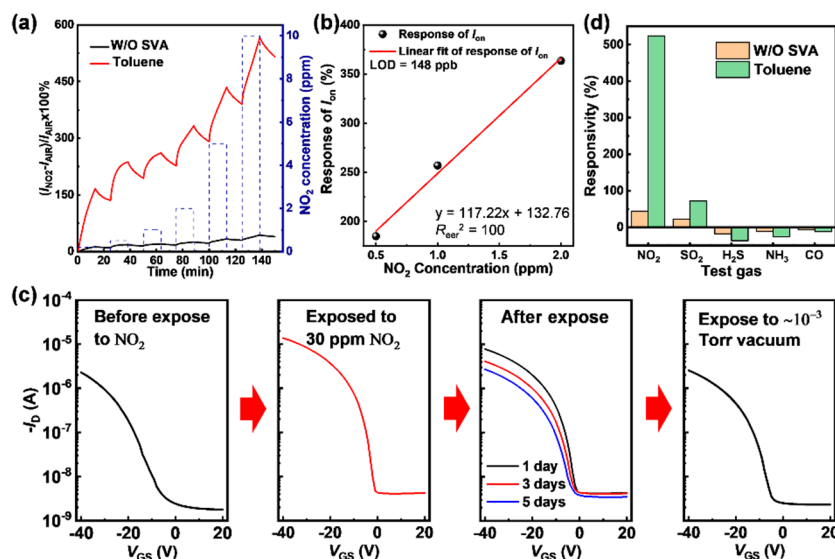 (a)
W/O SVA
Toluene
(I_NO2-I_AIR)/I_AIR×100%
600
450
300
150
0
NO₂ concentration (ppm)
10
9
8
7
6
5
4
3
2
1
0
0 20 40 60 80 100 120 140
Time (min)
(b)
Response of I_on
Linear fit of response of I_on
LOD = 148 ppb
Response of I_on (%)
400
350
300
250
200
y = 117.22x + 132.76
R_eer² = 100
0.5 1.0 1.5 2.0
NO₂ Concentration (ppm)
(d)
W/O SVA
Toluene
Responsivity (%)
500
400
300
200
100
0
NO₂ SO₂ H₂S NH₃ CO
Test gas
(c)
-I_D (A)
10⁻⁴
10⁻⁵
10⁻⁶
10⁻⁷
10⁻⁸
10⁻⁹
Before expose
to NO₂
-40 -20 0 20
V_GS (V)
Exposed to
30 ppm NO₂
-40 -20 0 20
V_GS (V)
After expose
1 day
3 days
5 days
-40 -20 0 20
V_GS (V)
Expose to ~10⁻³
Torr vacuum
-40 -20 0 20
V_GS (V)